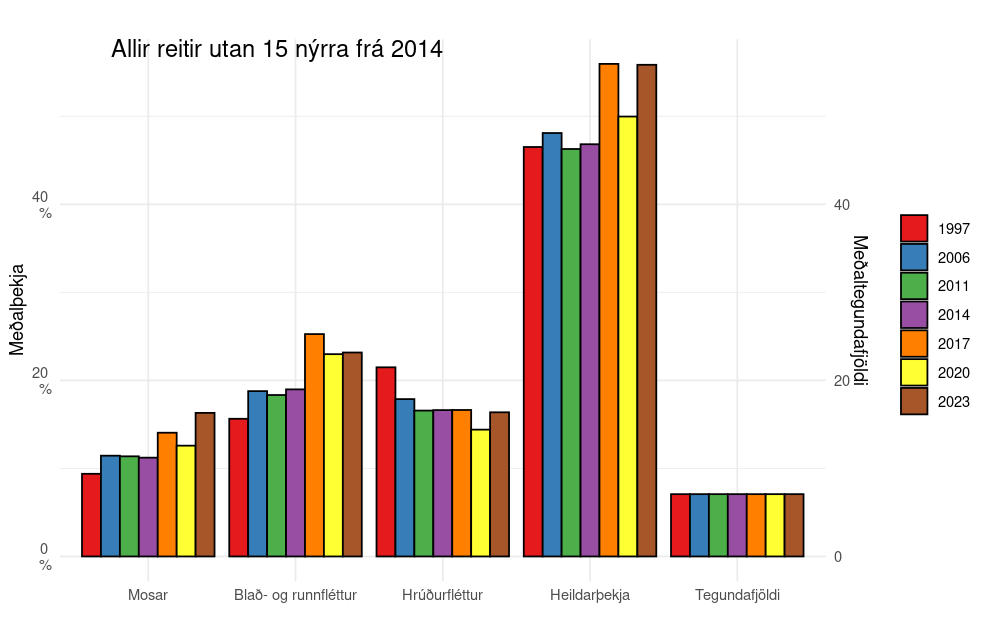 Allir reitir utan 15 nýrra frá 2014
Meðalþekja
40
%
20
%
0
%
40
20
0
Meðaltegundafjöldi
Mosar
Blað- og runnfléttur
Hrúðurfléttur
Heildarþekja
Tegundafjöldi
1997
2006
2011
2014
2017
2020
2023